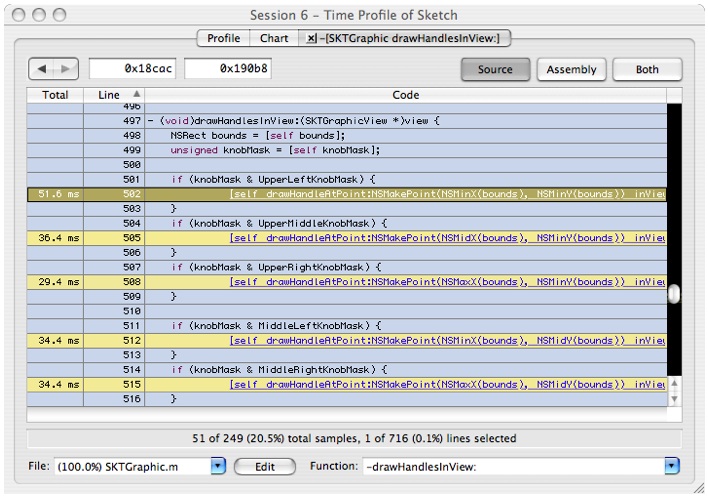 Session 6 – Time Profile of Sketch
Profile Chart x -[SKTGraphic drawHandlesInView:]
0x18cac 0x190b8 Source Assembly Both
Total Line Code
496
497 - (void)drawHandlesInView:(SKTGraphicView *)view {
498 NSRect bounds = [self bounds];
499 unsigned knobMask = [self knobMask];
500
501 if (knobMask & UpperLeftKnobMask) {
51.6 ms 502 [self drawHandleAtPoint:NSMakePoint(NSMinX(bounds), NSMinY(bounds)) inView
503 }
504 if (knobMask & UpperMiddleKnobMask) {
36.4 ms 505 [self drawHandleAtPoint:NSMakePoint(NSMidX(bounds), NSMinY(bounds)) inView
506 }
507 if (knobMask & UpperRightKnobMask) {
29.4 ms 508 [self drawHandleAtPoint:NSMakePoint(NSMaxX(bounds), NSMinY(bounds)) inView
509 }
510
511 if (knobMask & MiddleLeftKnobMask) {
34.4 ms 512 [self drawHandleAtPoint:NSMakePoint(NSMinX(bounds), NSMidY(bounds)) inView
513 }
514 if (knobMask & MiddleRightKnobMask) {
34.4 ms 515 [self drawHandleAtPoint:NSMakePoint(NSMaxX(bounds), NSMidY(bounds)) inView
516 }
51 of 249 (20.5%) total samples, 1 of 716 (0.1%) lines selected
File: (100.0%) SKTGraphic.m Edit Function: -drawHandlesInView: